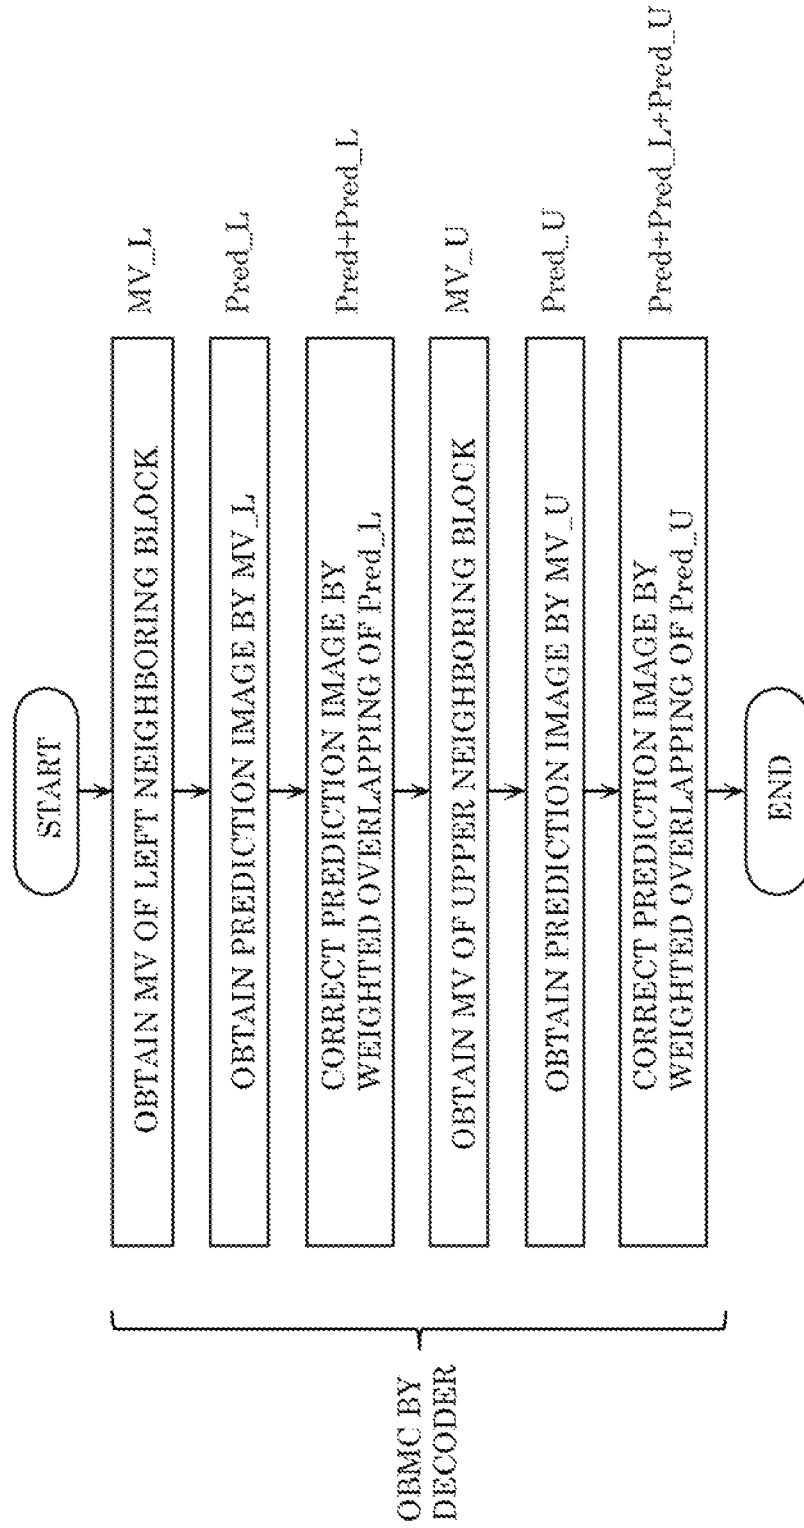 START
OBTAIN MV OF LEFT NEIGHBORING BLOCK
MV_L
OBTAIN PREDICTION IMAGE BY MV_L
Pred_L
CORRECT PREDICTION IMAGE BY
WEIGHTED OVERLAPPING OF Pred_L
Pred+Pred_L
OBTAIN MV OF UPPER NEIGHBORING BLOCK
MV_U
OBTAIN PREDICTION IMAGE BY MV_U
Pred_U
CORRECT PREDICTION IMAGE BY
WEIGHTED OVERLAPPING OF Pred_U
Pred+Pred_L+Pred_U
END
OBMC BY
DECODER